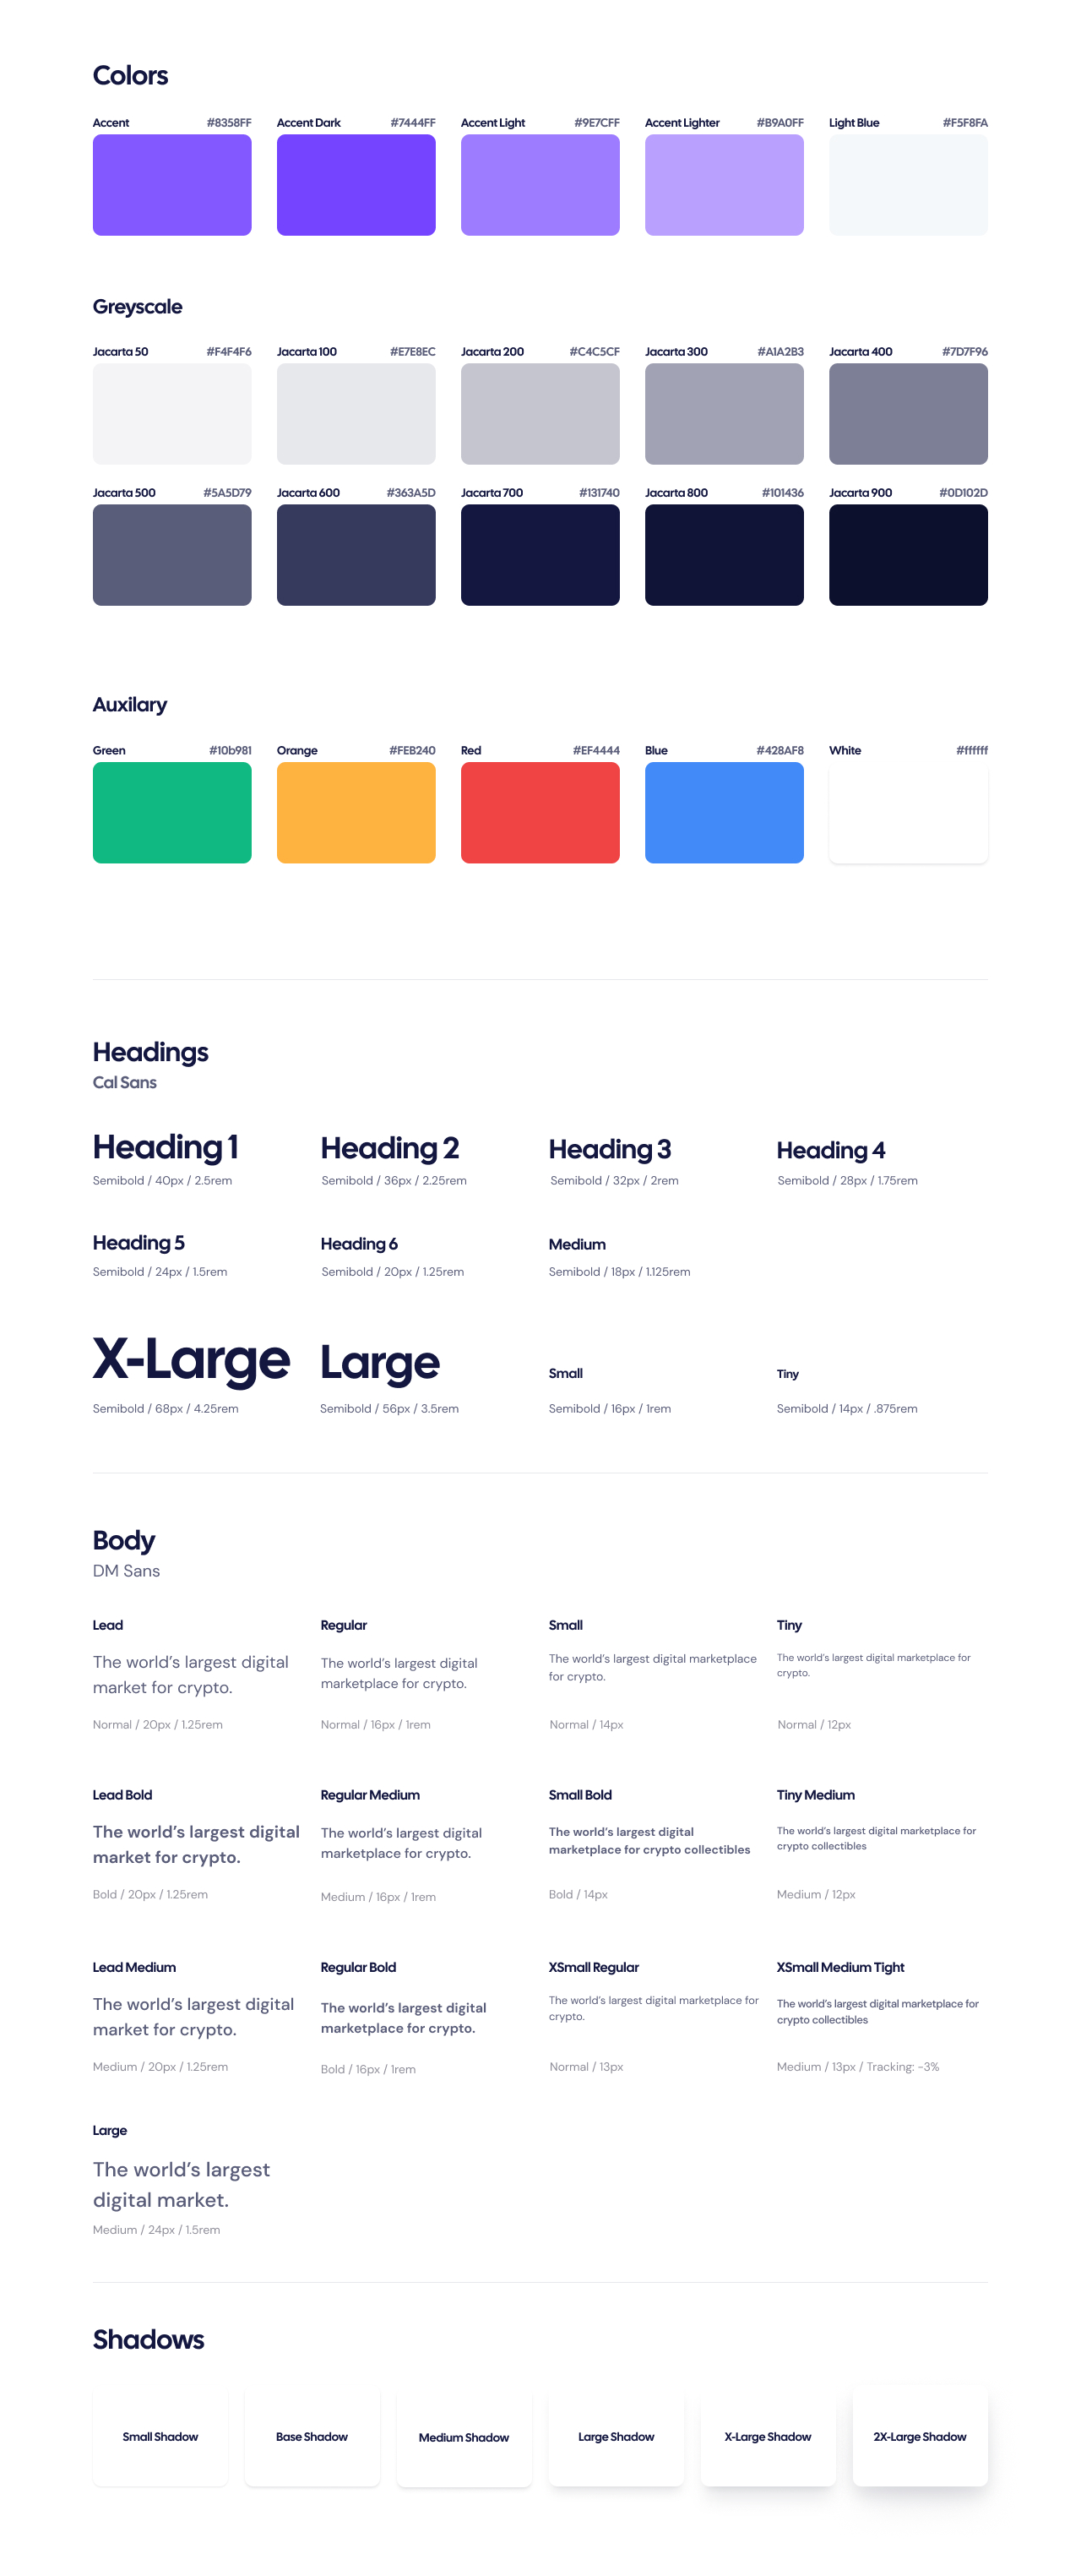 Colors
Accent #8358FF
Accent Dark #7444FF
Accent Light #9E7CFF
Accent Lighter #B9A0FF
Light Blue #F5F8FA
Greyscale
Jacarta 50 #F4F4F6
Jacarta 100 #E7E8EC
Jacarta 200 #C4C5CF
Jacarta 300 #A1A2B3
Jacarta 400 #7D7F96
Jacarta 500 #5A5D79
Jacarta 600 #363A5D
Jacarta 700 #131740
Jacarta 800 #101436
Jacarta 900 #0D102D
Auxilary
Green #10b981
Orange #FEB240
Red #EF4444
Blue #428AF8
White #ffffff
Headings
Cal Sans
Heading 1
Semibold / 40px / 2.5rem
Heading 2
Semibold / 36px / 2.25rem
Heading 3
Semibold / 32px / 2rem
Heading 4
Semibold / 28px / 1.75rem
Heading 5
Semibold / 24px / 1.5rem
Heading 6
Semibold / 20px / 1.25rem
Medium
Semibold / 18px / 1.125rem
X-Large
Semibold / 68px / 4.25rem
Large
Semibold / 56px / 3.5rem
Small
Semibold / 16px / 1rem
Tiny
Semibold / 14px / .875rem
Body
DM Sans
Lead
The world’s largest digital
market for crypto.
Normal / 20px / 1.25rem
Regular
The world’s largest digital
marketplace for crypto.
Normal / 16px / 1rem
Small
The world’s largest digital marketplace
for crypto.
Normal / 14px
Tiny
The world’s largest digital marketplace for
crypto.
Normal / 12px
Lead Bold
The world’s largest digital
market for crypto.
Bold / 20px / 1.25rem
Regular Medium
The world’s largest digital
marketplace for crypto.
Medium / 16px / 1rem
Small Bold
The world’s largest digital
marketplace for crypto collectibles
Bold / 14px
Tiny Medium
The world’s largest digital marketplace for
crypto collectibles
Medium / 12px
Lead Medium
The world’s largest digital
market for crypto.
Medium / 20px / 1.25rem
Regular Bold
The world’s largest digital
marketplace for crypto.
Bold / 16px / 1rem
XSmall Regular
The world’s largest digital marketplace for
crypto.
Normal / 13px
XSmall Medium Tight
The world’s largest digital marketplace for
crypto collectibles
Medium / 13px / Tracking: -3%
Large
The world’s largest
digital market.
Medium / 24px / 1.5rem
Shadows
Small Shadow
Base Shadow
Medium Shadow
Large Shadow
X-Large Shadow
2X-Large Shadow